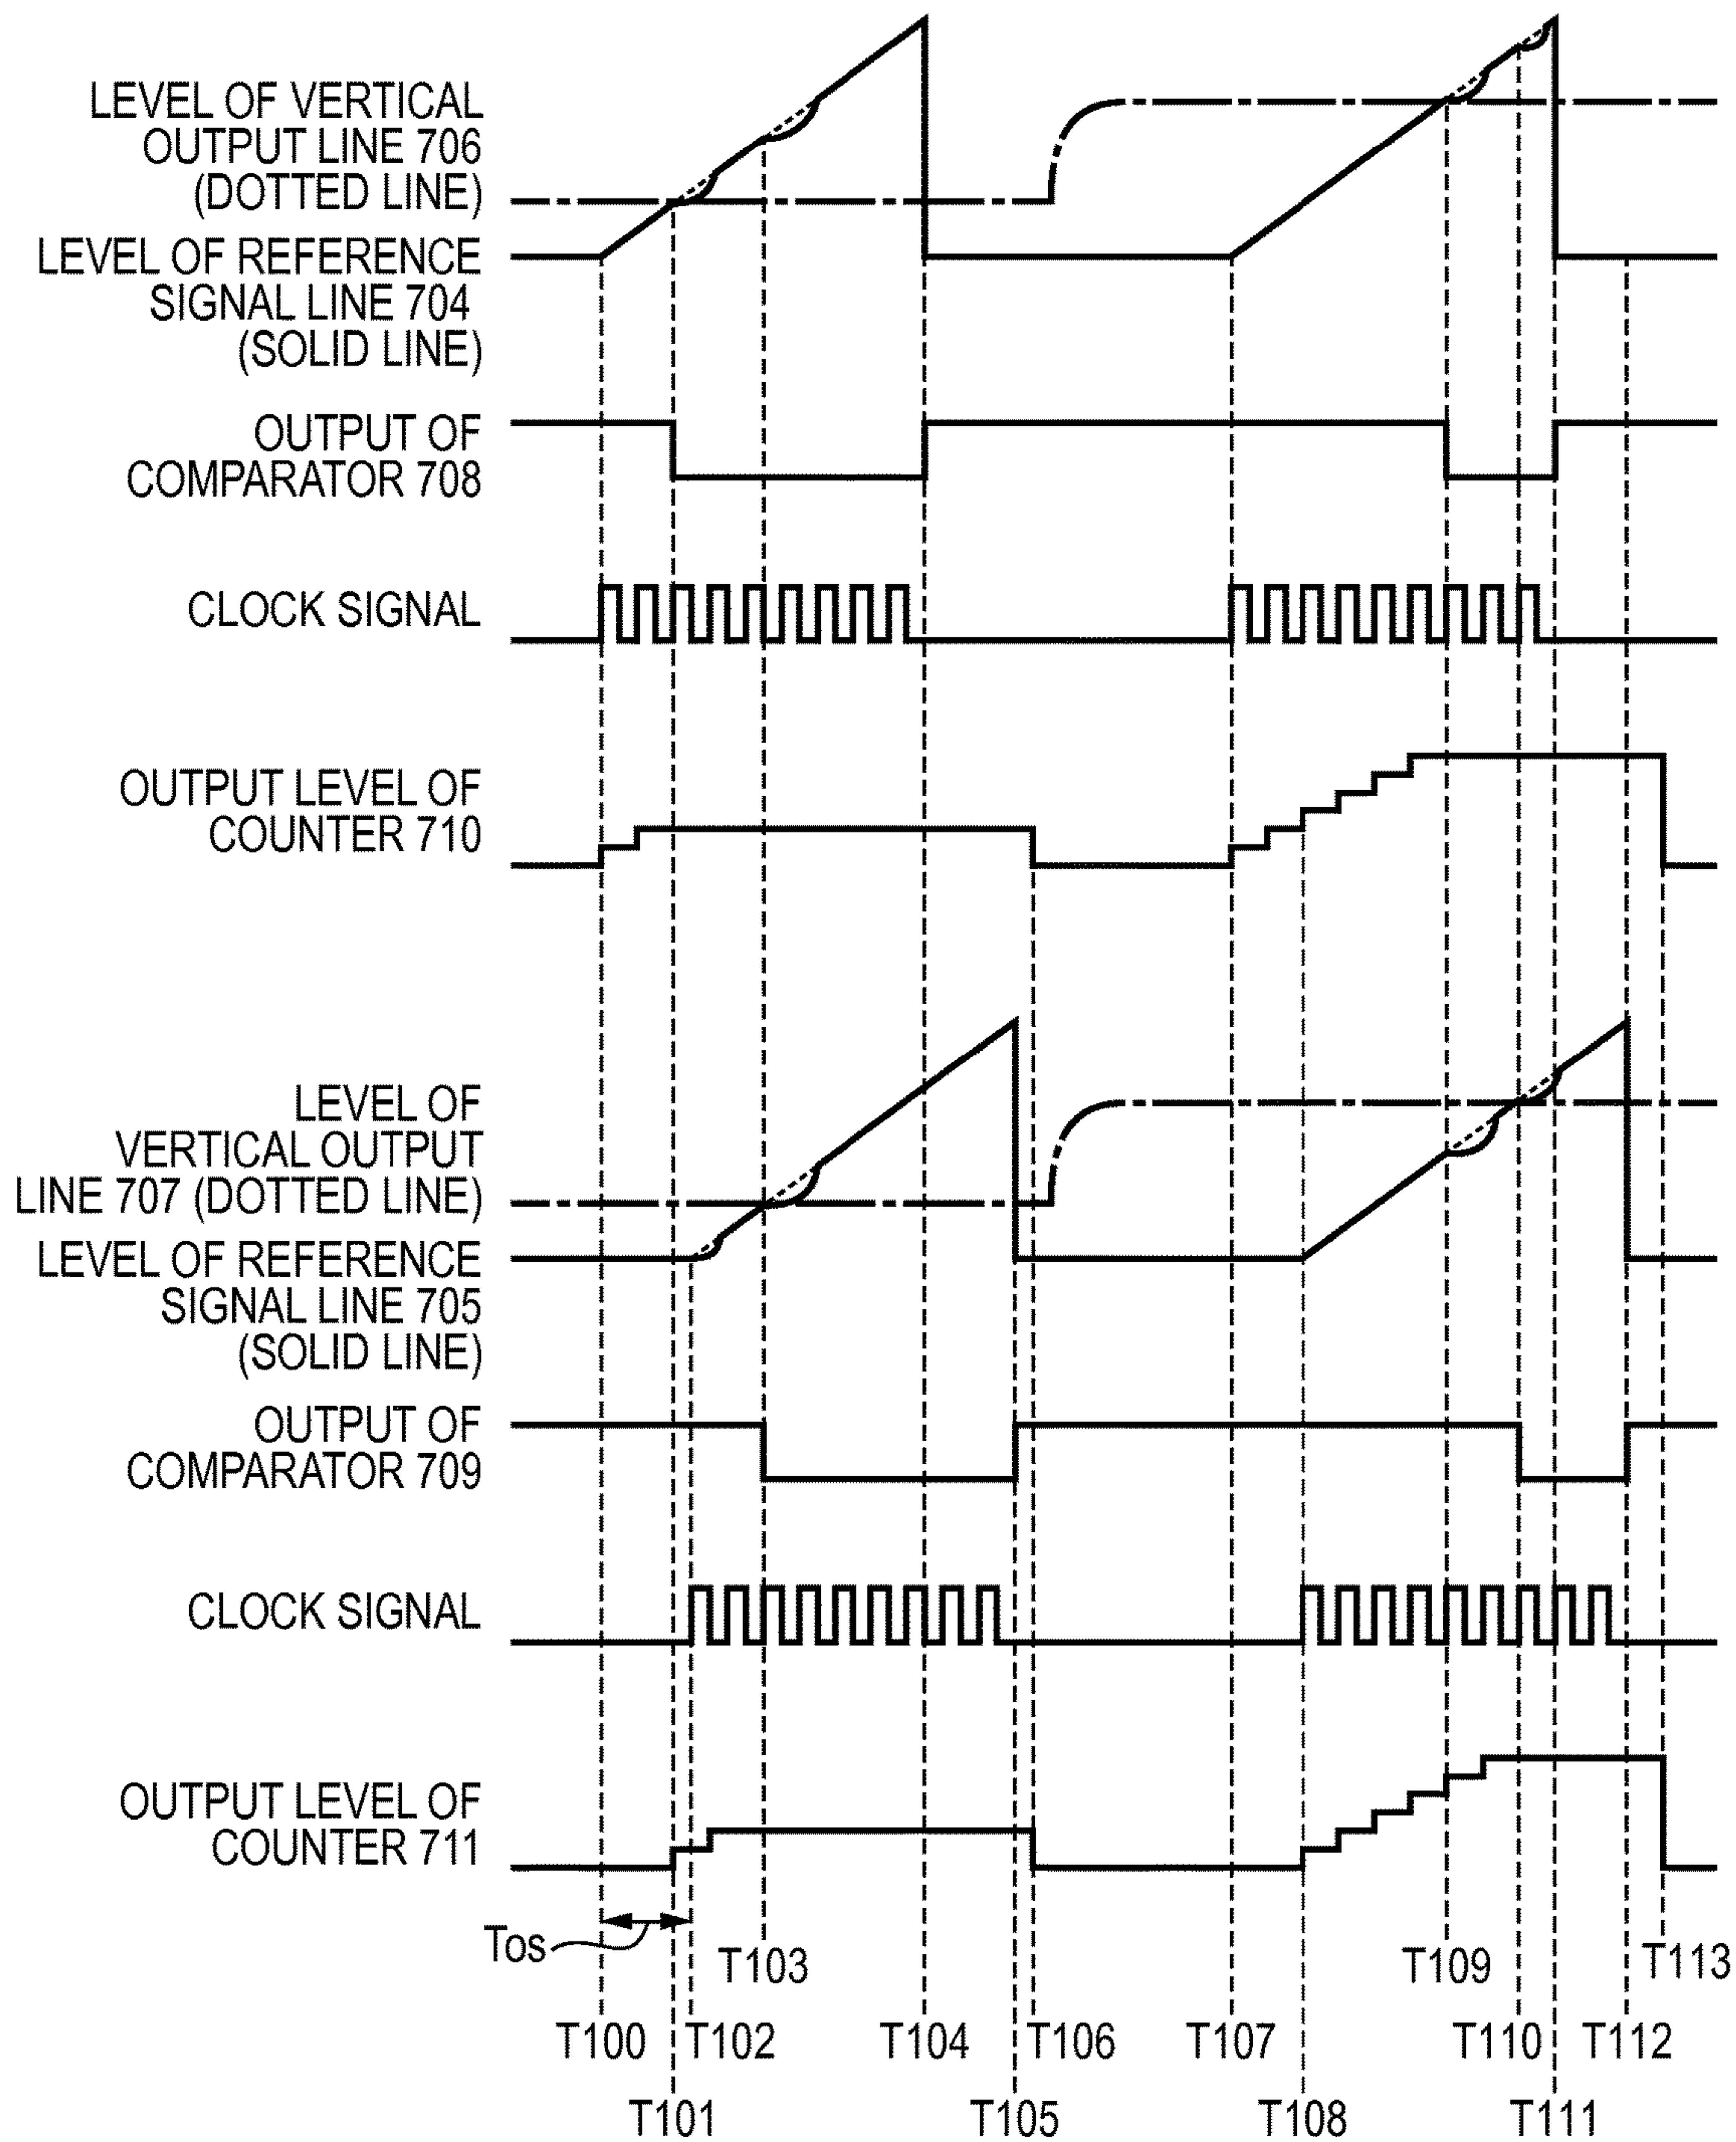 LEVEL OF VERTICAL
OUTPUT LINE 706
(DOTTED LINE)
LEVEL OF REFERENCE
SIGNAL LINE 704
(SOLID LINE)
OUTPUT OF
COMPARATOR 708
CLOCK SIGNAL
OUTPUT LEVEL OF
COUNTER 710
LEVEL OF
VERTICAL OUTPUT
LINE 707 (DOTTED LINE)
LEVEL OF REFERENCE
SIGNAL LINE 705
(SOLID LINE)
OUTPUT OF
COMPARATOR 709
CLOCK SIGNAL
OUTPUT LEVEL OF
COUNTER 711
Tos
T103
T109
T113
T100
T102
T104
T106
T107
T110
T112
T101
T105
T108
T111